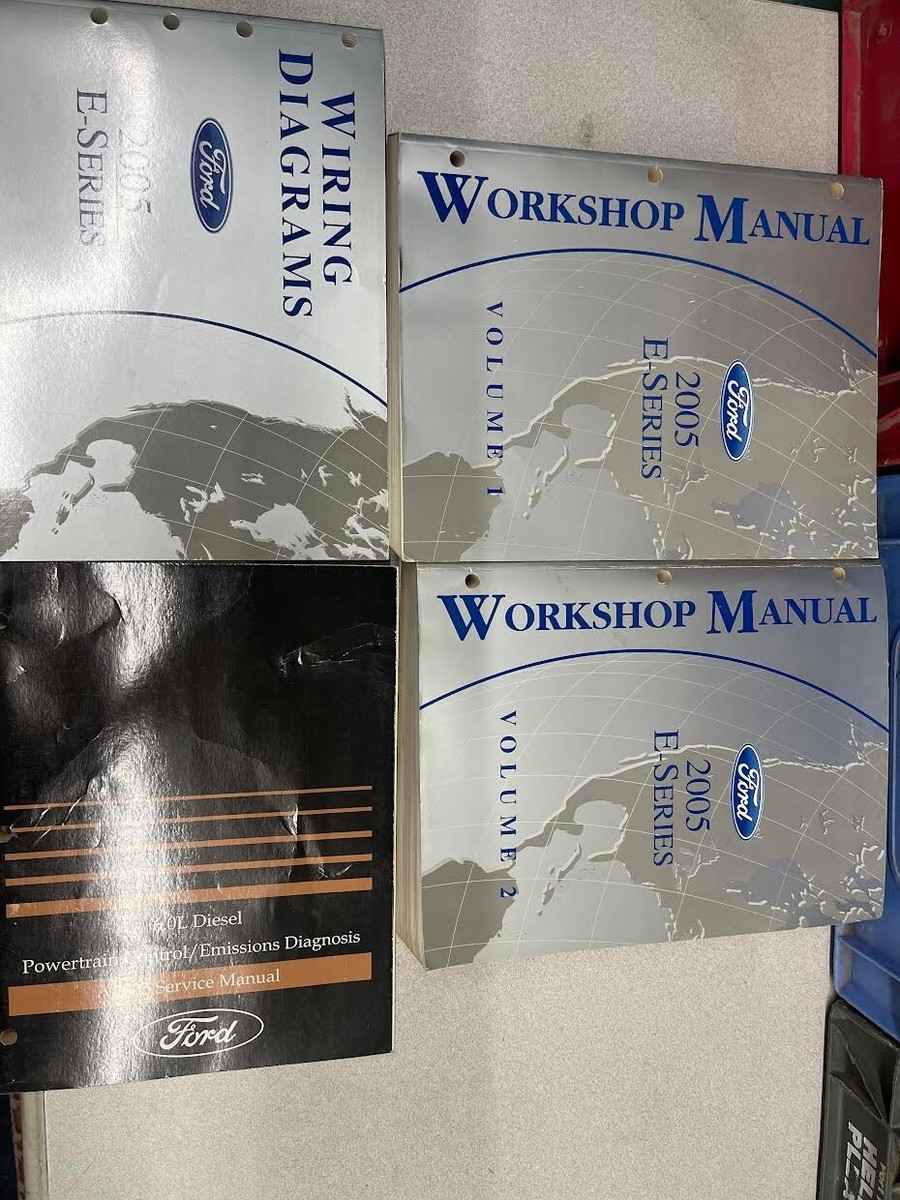 WIRING
DIAGRAMS
Ford
2005
E-SERIES
WORKSHOP MANUAL
Ford
2005
E-SERIES
VOLUME 1
WORKSHOP MANUAL
Ford
2005
E-SERIES
VOLUME 2
Diesel
Powertrain Control/Emissions Diagnosis
Service Manual
Ford